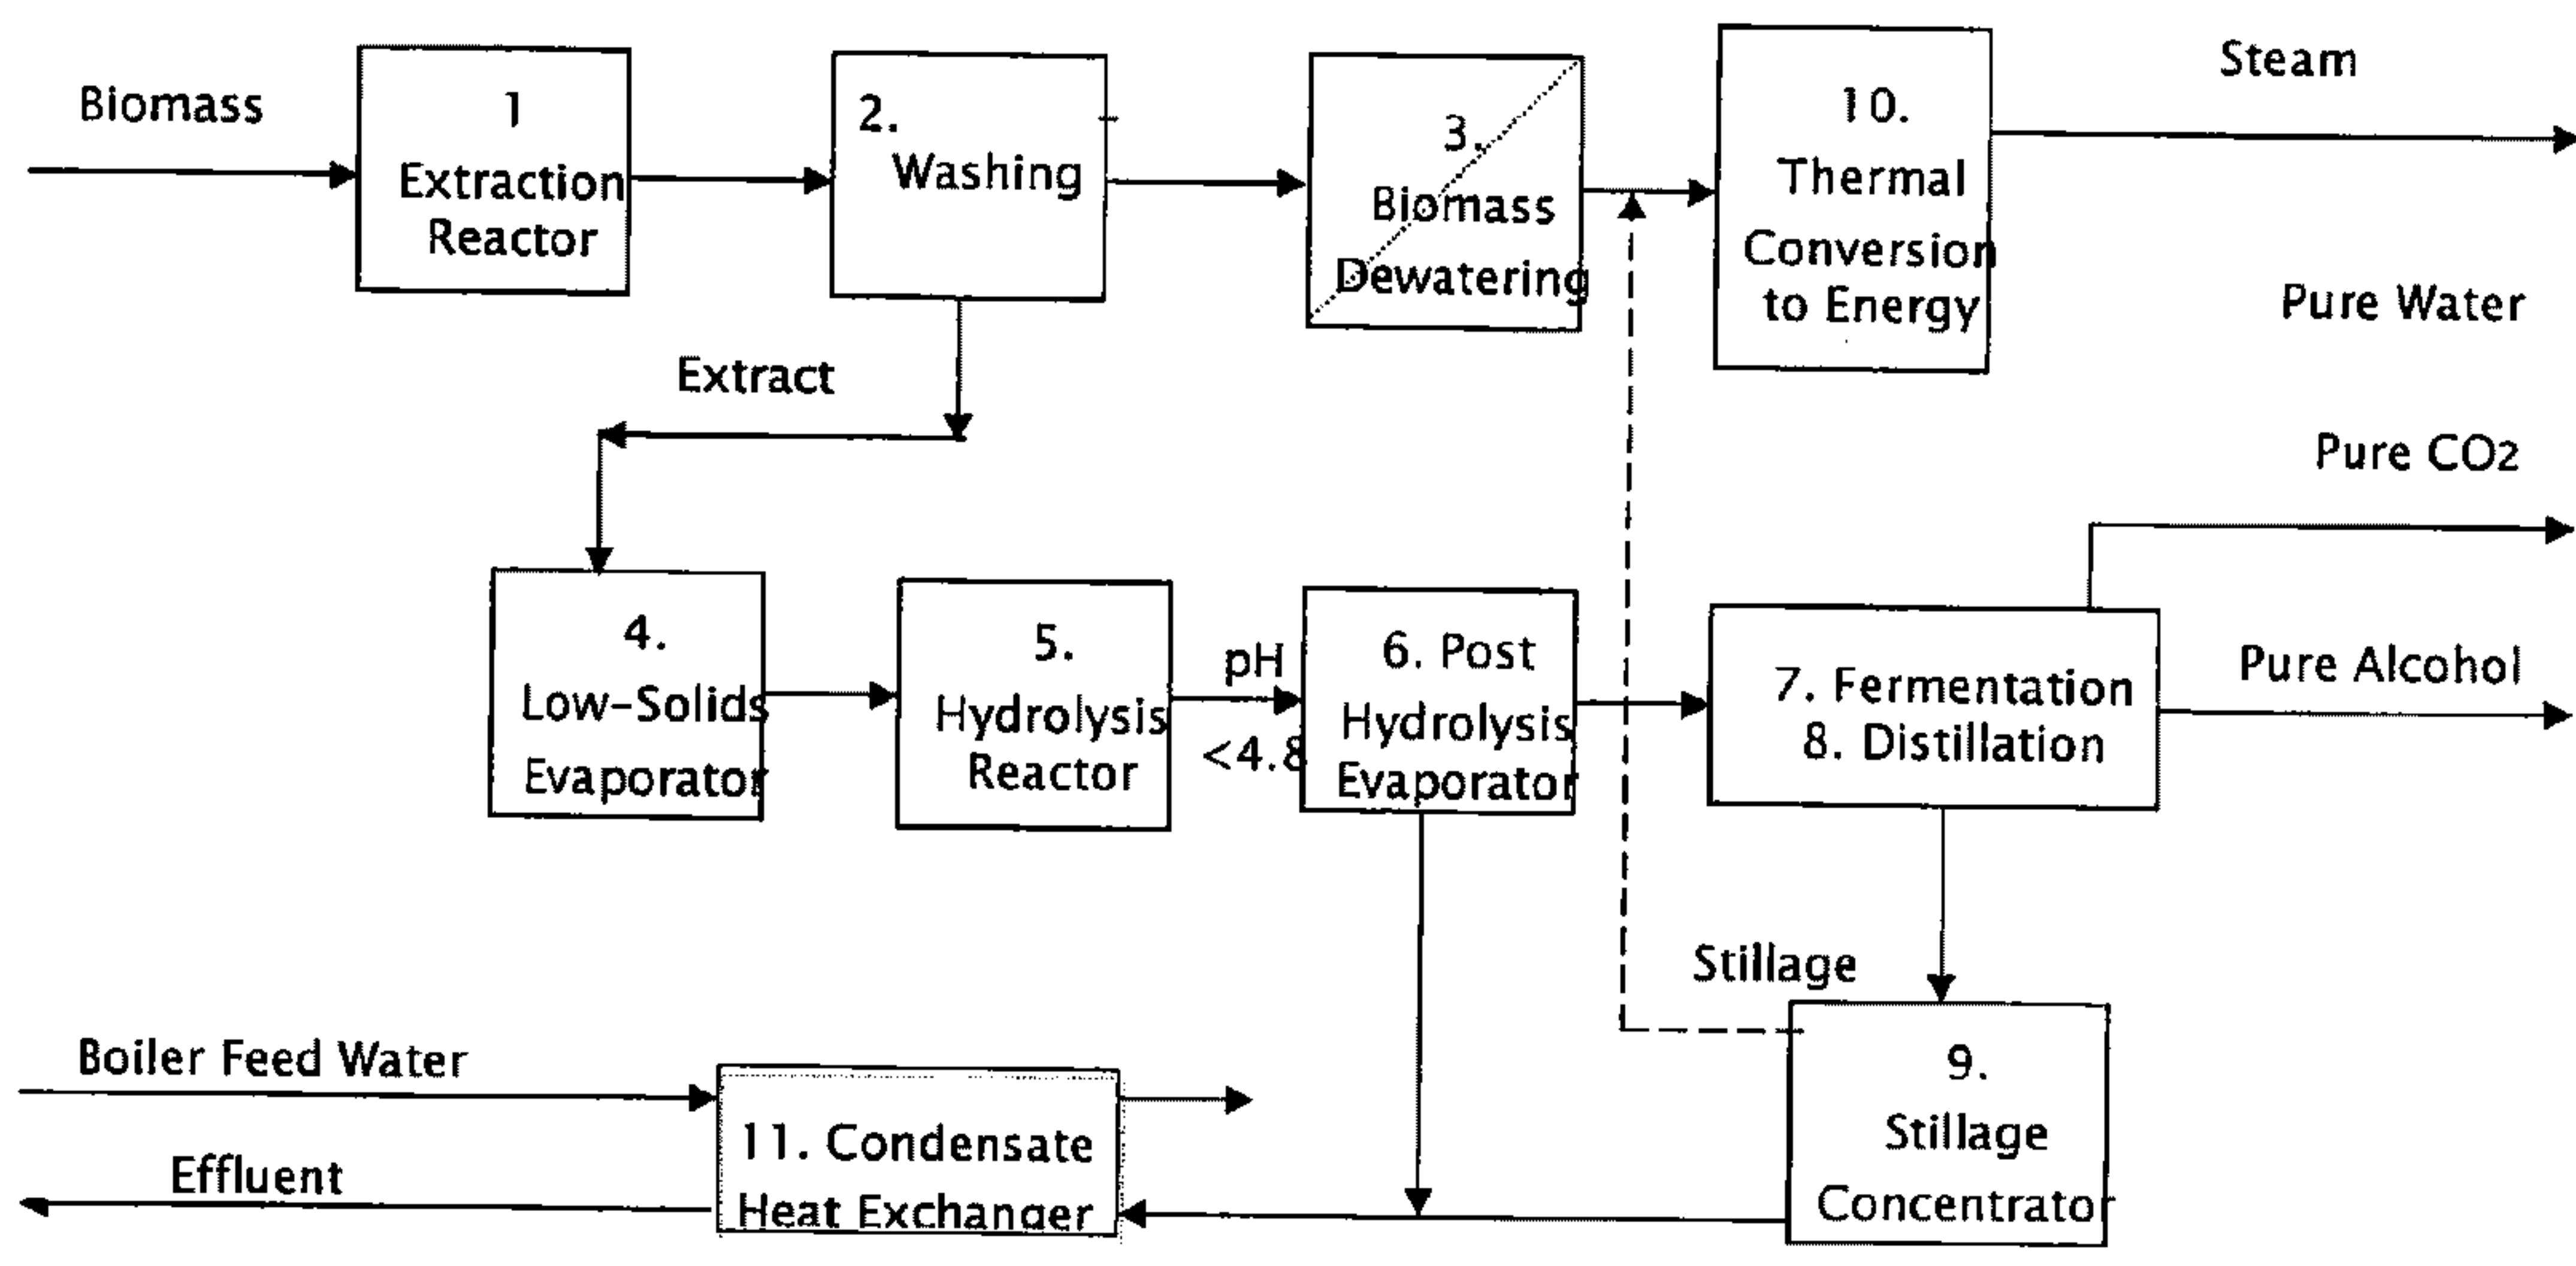 Biomass
1
Extraction
Reactor
2.
Washing
3.
Biomass
Dewatering
10.
Thermal
Conversion
to Energy
Steam
Pure Water
Extract
Pure CO2
4.
Low-Solids
Evaporator
5.
Hydrolysis
Reactor
pH
<4.8
6. Post
Hydrolysis
Evaporator
7. Fermentation
8. Distillation
Pure Alcohol
Stillage
9.
Stillage
Concentrator
Boiler Feed Water
Effluent
11. Condensate
Heat Exchanger